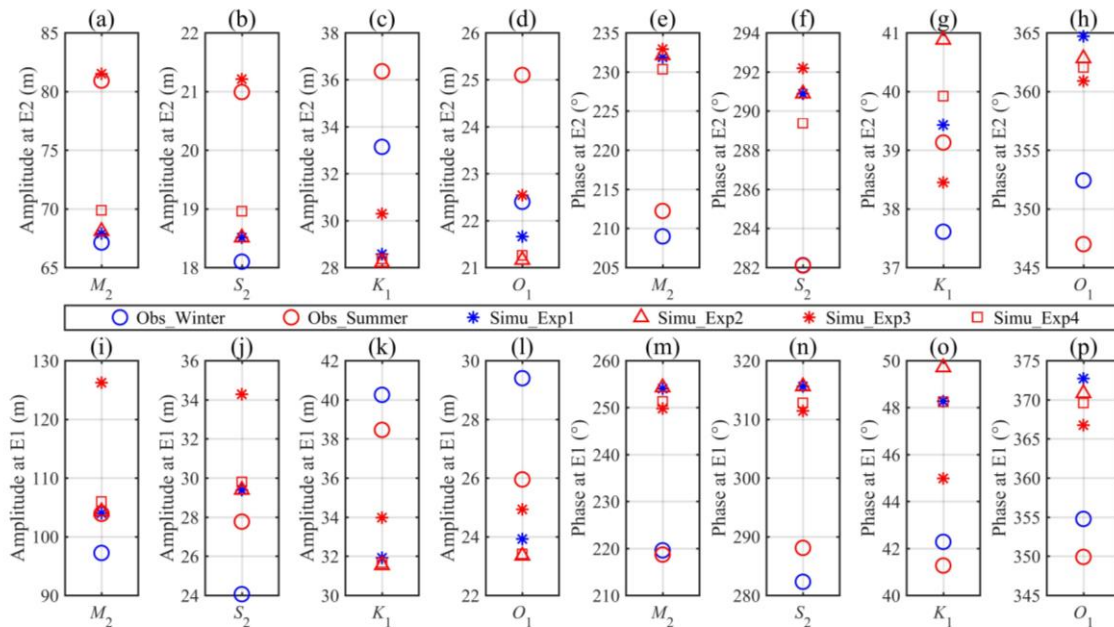 (a) (b) (c) (d) (e) (f) (g) (h)
Amplitude at E2 (m)
85
80
75
70
65
M2
Amplitude at E2 (m)
22
21
20
19
18
S2
Amplitude at E2 (m)
38
36
34
32
30
28
K1
Amplitude at E2 (m)
26
25
24
23
22
21
O1
Phase at E2 (°)
235
230
225
220
215
210
205
M2
Phase at E2 (°)
294
292
290
288
286
284
282
S2
Phase at E2 (°)
41
40
39
38
37
K1
Phase at E2 (°)
365
360
355
350
345
O1
Obs_Winter Obs_Summer Simu_Exp1 Simu_Exp2 Simu_Exp3 Simu_Exp4
(i) (j) (k) (l) (m) (n) (o) (p)
Amplitude at E1 (m)
130
120
110
100
90
M2
Amplitude at E1 (m)
36
34
32
30
28
26
24
S2
Amplitude at E1 (m)
42
40
38
36
34
32
30
K1
Amplitude at E1 (m)
30
28
26
24
22
O1
Phase at E1 (°)
260
250
240
230
220
210
M2
Phase at E1 (°)
320
310
300
290
280
S2
Phase at E1 (°)
50
48
46
44
42
40
K1
Phase at E1 (°)
375
370
365
360
355
350
345
O1